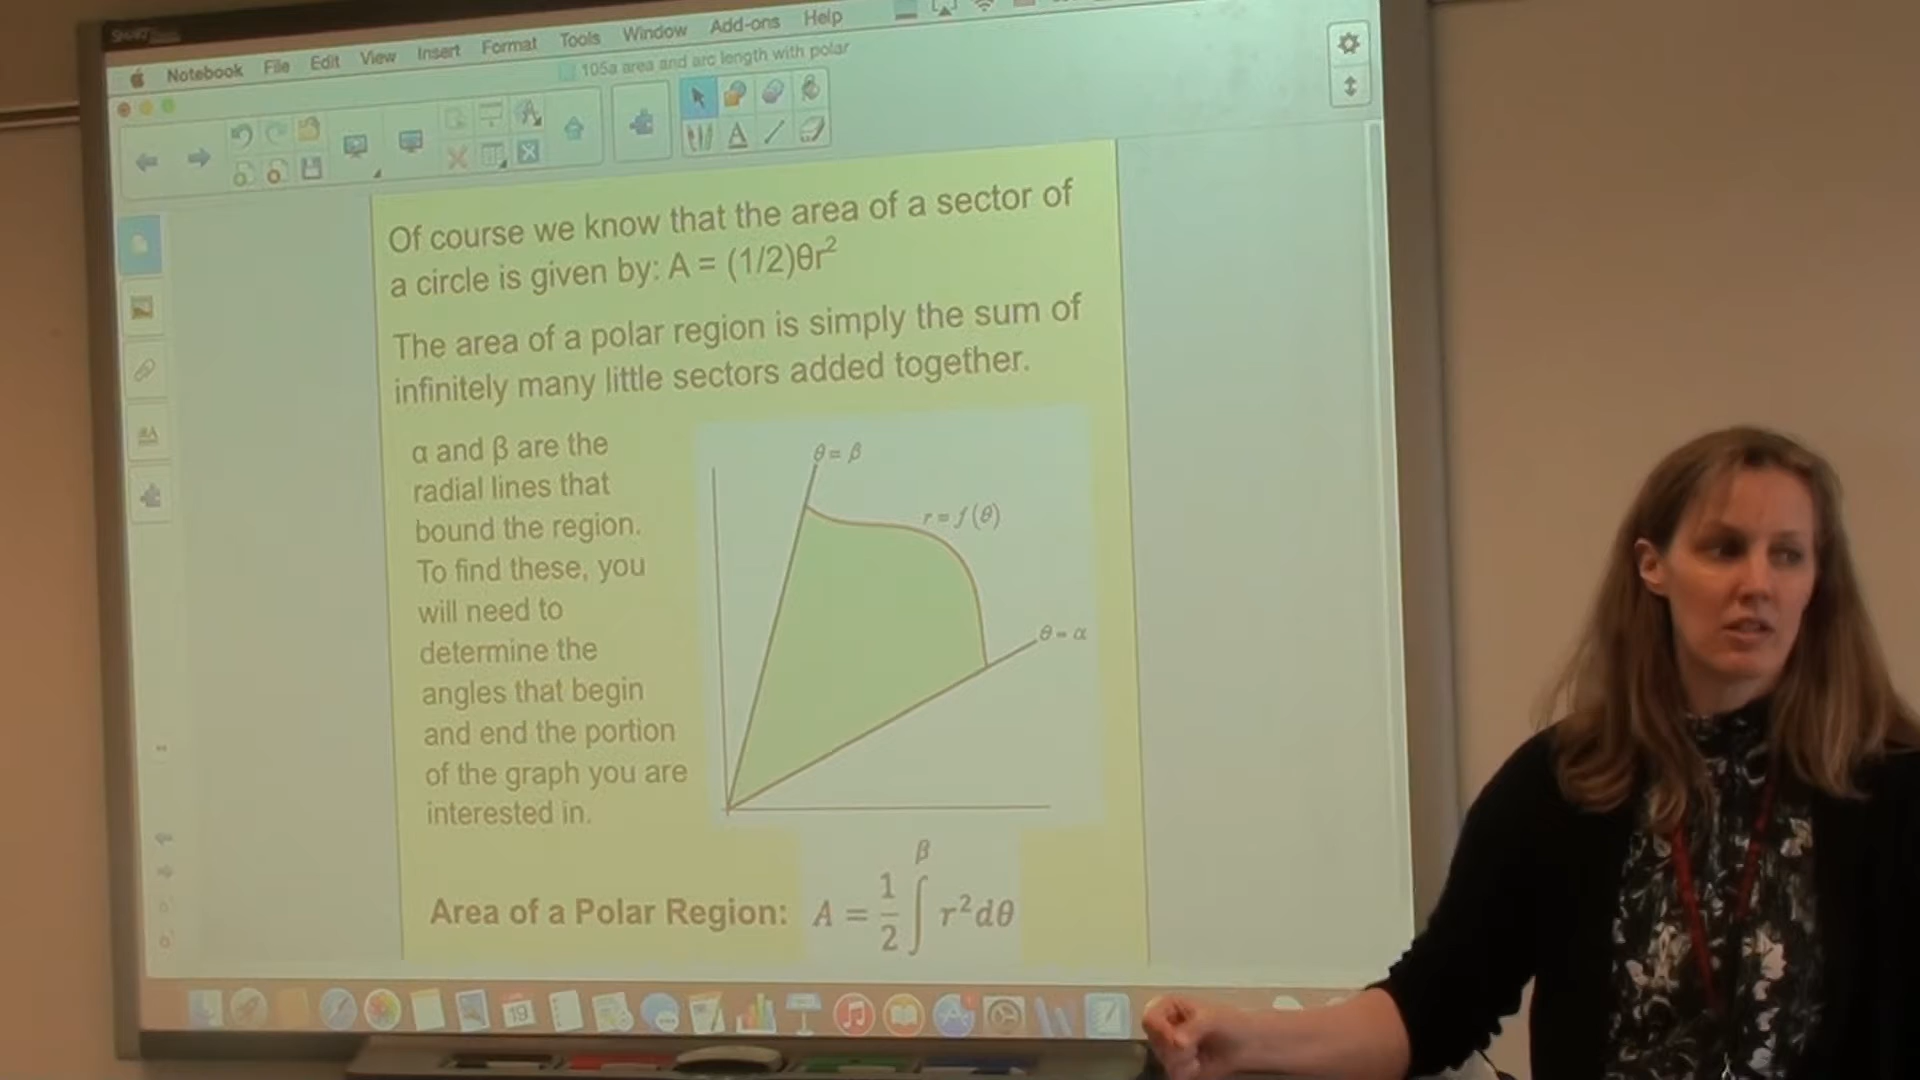 Notebook File Edit View Insert Format Tools Window Add-ons Help
105a area and arc length with polar
Of course we know that the area of a sector of
a circle is given by: A = (1/2)θr²
The area of a polar region is simply the sum of
infinitely many little sectors added together.
α and β are the
radial lines that
bound the region.
To find these, you
will need to
determine the
angles that begin
and end the portion
of the graph you are
interested in.
θ = β
r = f(θ)
θ = α
Area of a Polar Region: A = 1/2 ∫ r²dθ
β
19